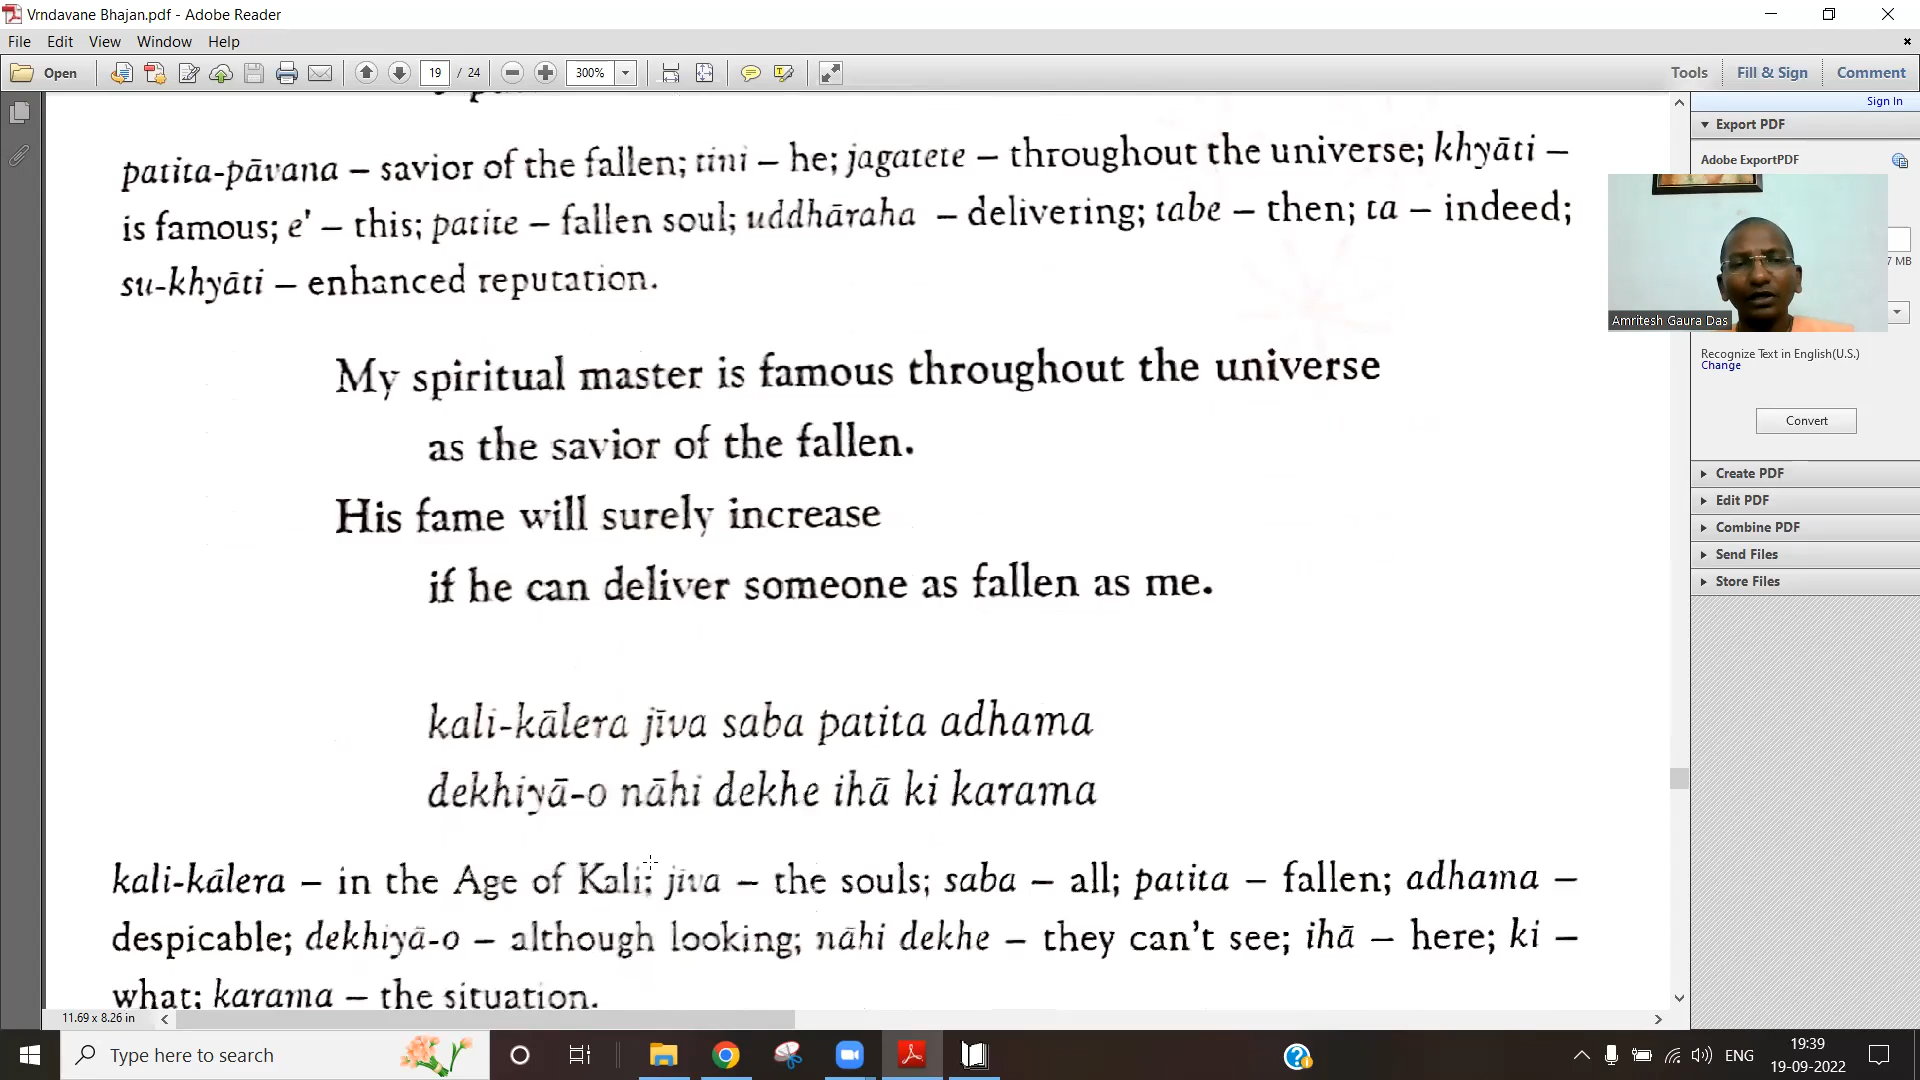 Vrndavane Bhajan.pdf - Adobe Reader
File Edit View Window Help
Open 19 / 24 300% Tools Fill & Sign Comment
Sign In
patita-pāvana – savior of the fallen; tini – he; jagatete – throughout the universe; khyāti –
is famous; e' – this; patite – fallen soul; uddhāraha – delivering; tabe – then; ta – indeed;
su-khyāti – enhanced reputation.
My spiritual master is famous throughout the universe
as the savior of the fallen.
His fame will surely increase
if he can deliver someone as fallen as me.
kali-kālera jīva saba patita adhama
dekhiyā-o nāhi dekhe ihā ki karama
kali-kālera – in the Age of Kali; jīva – the souls; saba – all; patita – fallen; adhama –
despicable; dekhiyā-o – although looking; nāhi dekhe – they can't see; ihā – here; ki –
what; karama – the situation.
Export PDF
Adobe ExportPDF
7 MB
Amritesh Gaura Das
Recognize Text in English(U.S.)
Change
Convert
Create PDF
Edit PDF
Combine PDF
Send Files
Store Files
11.69 x 8.26 in
Type here to search
ENG
19:39
19-09-2022